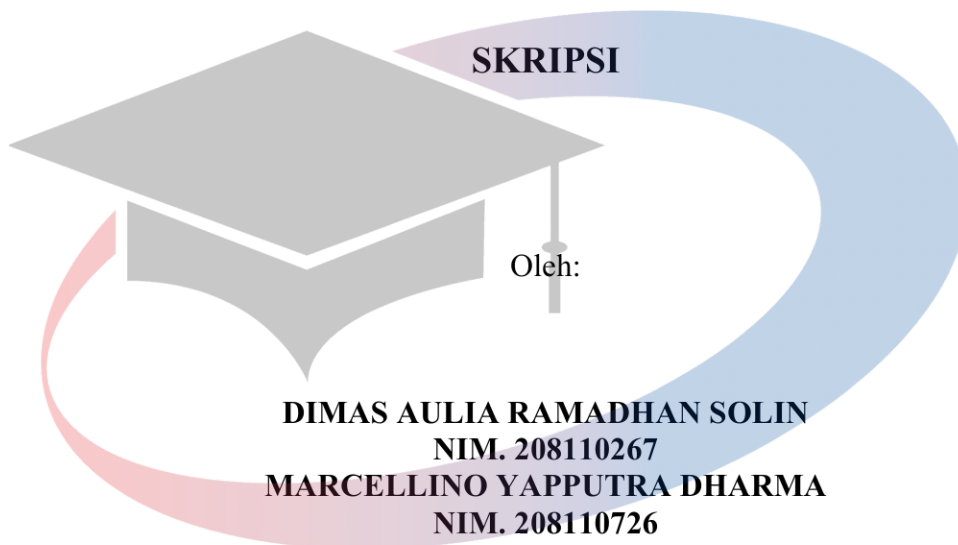 SKRIPSI
Oleh:
DIMAS AULIA RAMADHAN SOLIN
NIM. 208110267
MARCELLINO YAPPUTRA DHARMA
NIM. 208110726